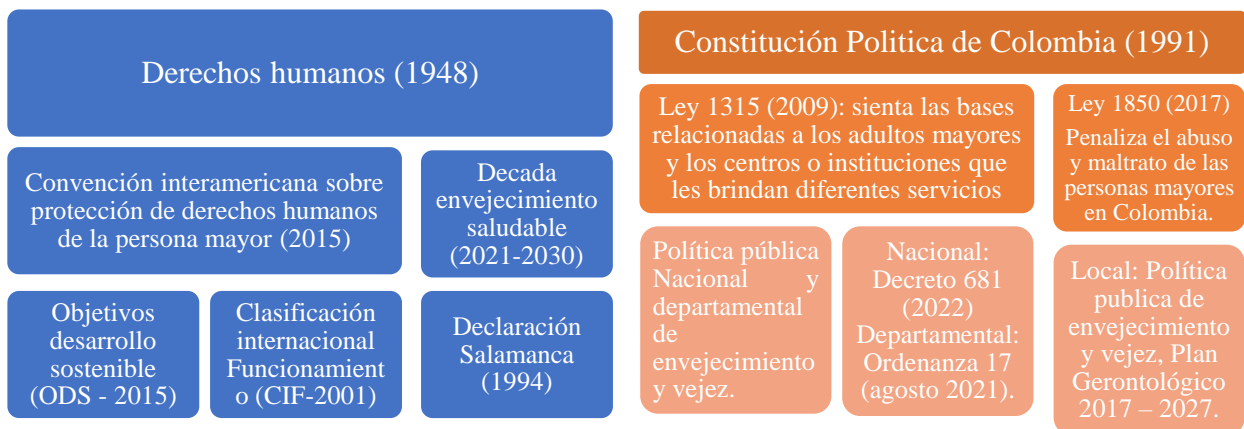 Derechos humanos (1948)
Convención interamericana sobre
protección de derechos humanos
de la persona mayor (2015)
Decada
envejecimiento
saludable
(2021-2030)
Objetivos
desarrollo
sostenible
(ODS - 2015)
Clasificación
internacional
Funcionamient
o (CIF-2001)
Declaración
Salamanca
(1994)
Constitución Politica de Colombia (1991)
Ley 1315 (2009): sienta las bases
relacionadas a los adultos mayores
y los centros o instituciones que
les brindan diferentes servicios
Ley 1850 (2017)
Penaliza el abuso
y maltrato de las
personas mayores
en Colombia.
Política pública
Nacional y
departamental
de
envejecimiento
y vejez.
Nacional:
Decreto 681
(2022)
Departamental:
Ordenanza 17
(agosto 2021).
Local: Política
publica de
envejecimiento
y vejez, Plan
Gerontológico
2017 – 2027.